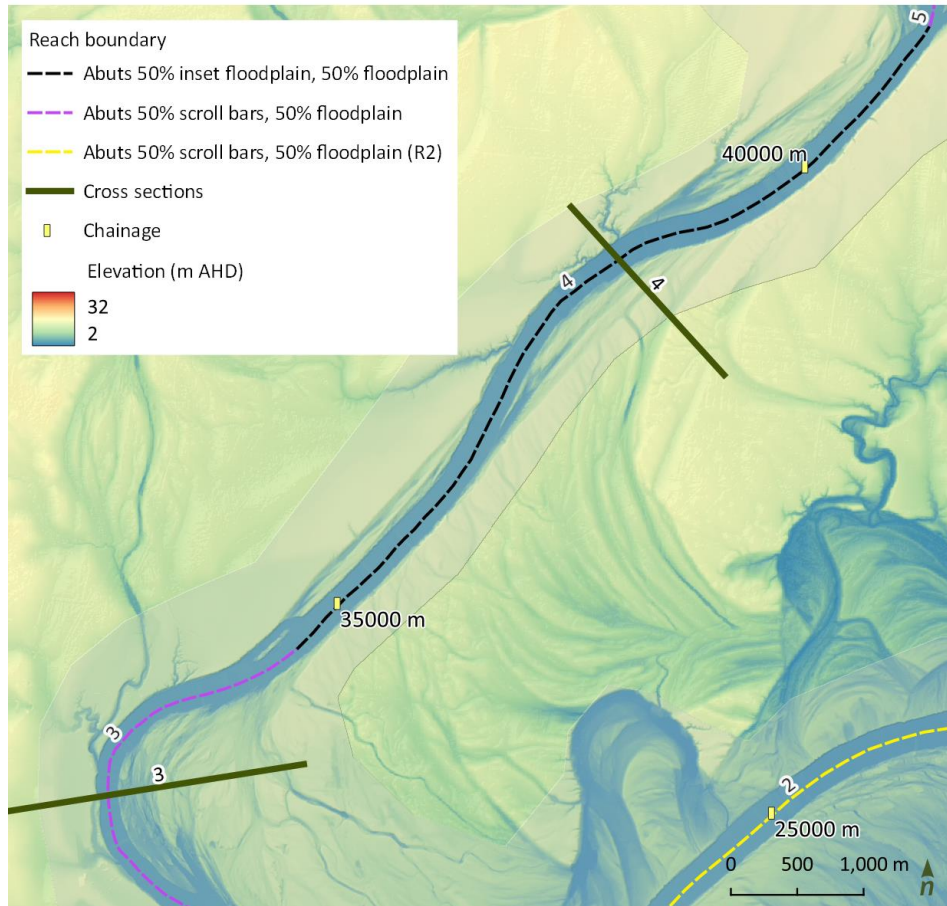 Reach boundary
Abuts 50% inset floodplain, 50% floodplain
Abuts 50% scroll bars, 50% floodplain
Abuts 50% scroll bars, 50% floodplain (R2)
Cross sections
Chainage
Elevation (m AHD)
32
2
5
40000 m
4
4
35000 m
3
3
2
25000 m
0 500 1,000 m
n